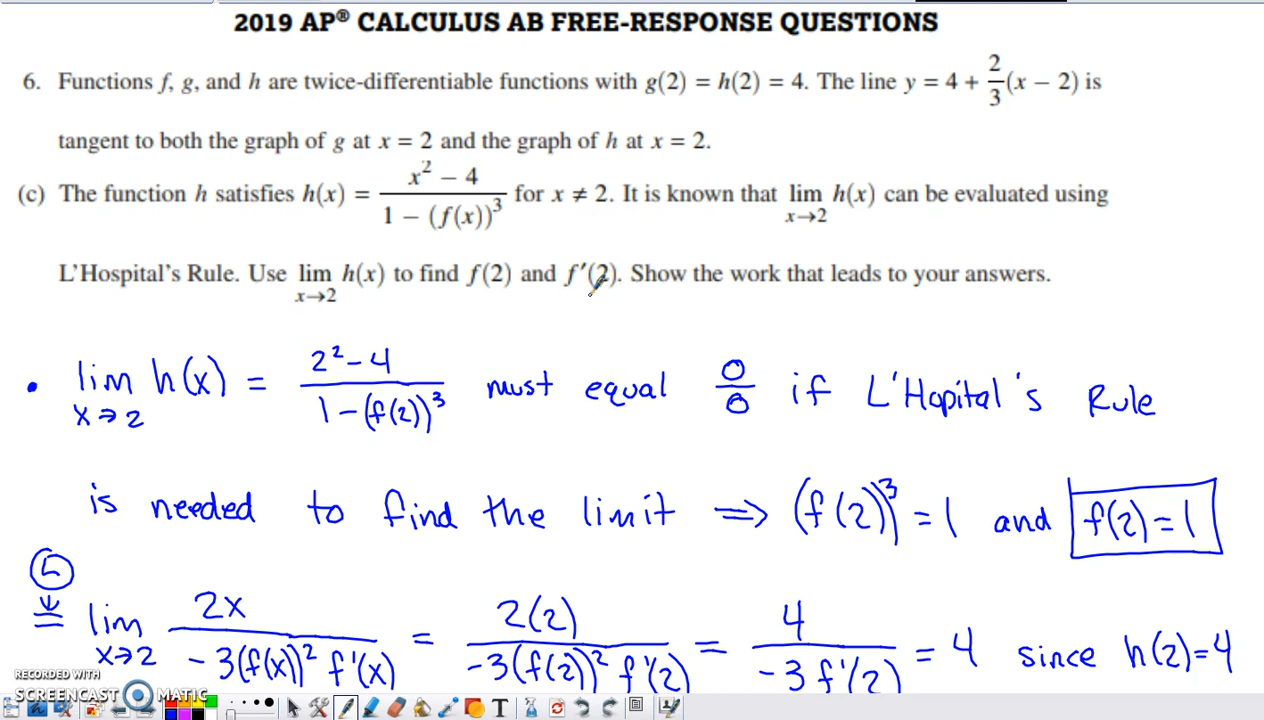 2019 AP® CALCULUS AB FREE-RESPONSE QUESTIONS
6. Functions f, g, and h are twice-differentiable functions with g(2) = h(2) = 4. The line y = 4 + 2/3(x − 2) is
tangent to both the graph of g at x = 2 and the graph of h at x = 2.
(c) The function h satisfies h(x) = (x² − 4)/(1 − (f(x))³) for x ≠ 2. It is known that lim x→2 h(x) can be evaluated using
L'Hospital's Rule. Use lim x→2 h(x) to find f(2) and f′(2). Show the work that leads to your answers.
• lim x→2 h(x) = (2² − 4)/(1 − (f(2))³) must equal 0/0 if L'Hopital's Rule
is needed to find the limit ⇒ (f(2))³ = 1 and f(2) = 1
L
= lim x→2 2x/(−3(f(x))² f'(x)) = 2(2)/(−3(f(2))² f'(2)) = 4/(−3 f'(2)) = 4 since h(2)=4
RECORDED WITH
SCREENCAST MATIC